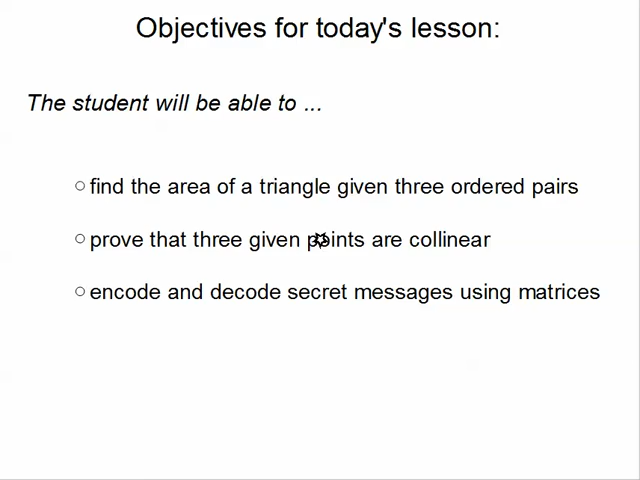 Objectives for today's lesson:
The student will be able to ...
find the area of a triangle given three ordered pairs
prove that three given points are collinear
encode and decode secret messages using matrices